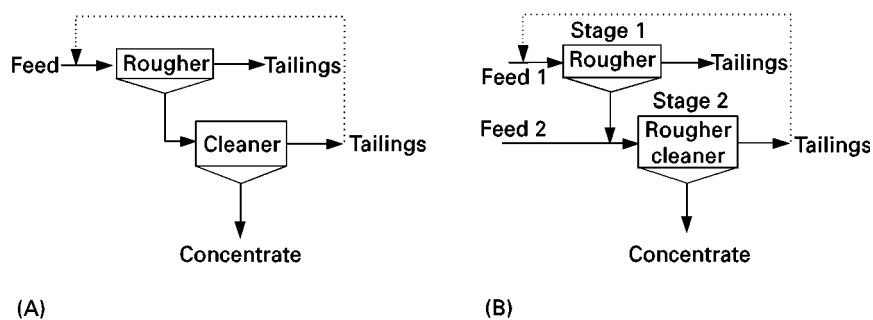 Feed
Rougher
Tailings
Cleaner
Tailings
Concentrate
(A)
Stage 1
Feed 1
Rougher
Tailings
Stage 2
Feed 2
Rougher
cleaner
Tailings
Concentrate
(B)